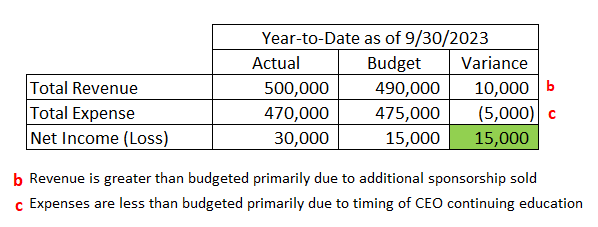 Year-to-Date as of 9/30/2023
Actual Budget Variance
Total Revenue 500,000 490,000 10,000 b
Total Expense 470,000 475,000 (5,000) c
Net Income (Loss) 30,000 15,000 15,000
b Revenue is greater than budgeted primarily due to additional sponsorship sold
c Expenses are less than budgeted primarily due to timing of CEO continuing education